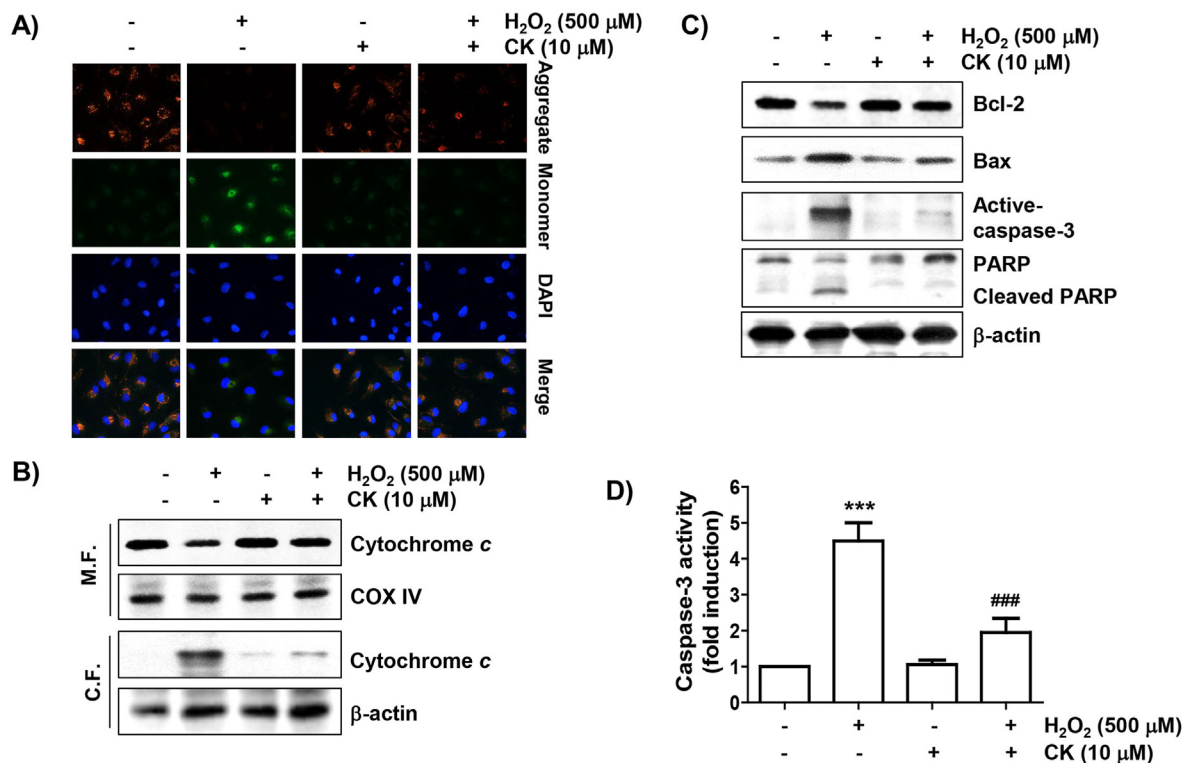 A)
- + - + H₂O₂ (500 μM)
- - + + CK (10 μM)
Aggregate
Monomer
DAPI
Merge
B)
- + - + H₂O₂ (500 μM)
- - + + CK (10 μM)
M.F.
Cytochrome c
COX IV
C.F.
Cytochrome c
β-actin
C)
- + - + H₂O₂ (500 μM)
- - + + CK (10 μM)
Bcl-2
Bax
Active-
caspase-3
PARP
Cleaved PARP
β-actin
D)
Caspase-3 activity
(fold induction)
6
5
4
3
2
1
0
***
###
- + - + H₂O₂ (500 μM)
- - + + CK (10 μM)